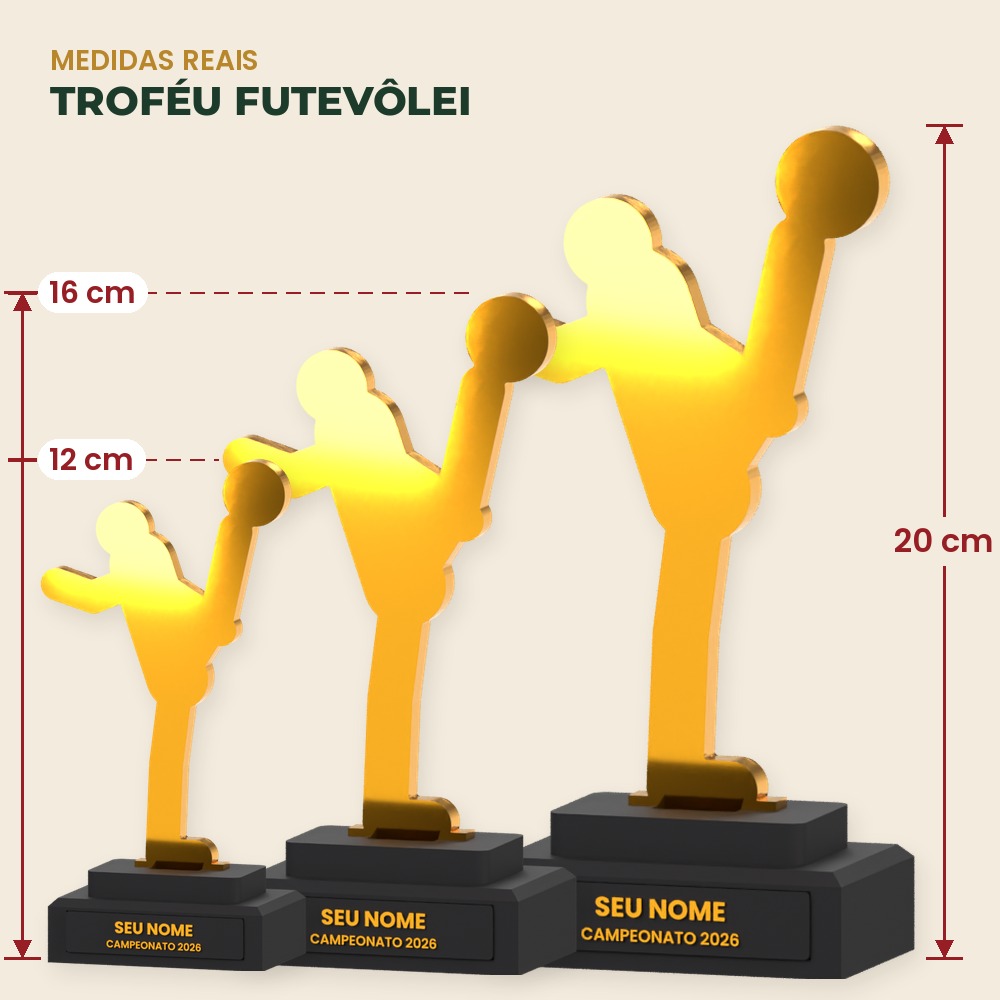 MEDIDAS REAIS
TROFÉU FUTEVÔLEI
16 cm
12 cm
20 cm
SEU NOME
CAMPEONATO 2026
SEU NOME
CAMPEONATO 2026
SEU NOME
CAMPEONATO 2026